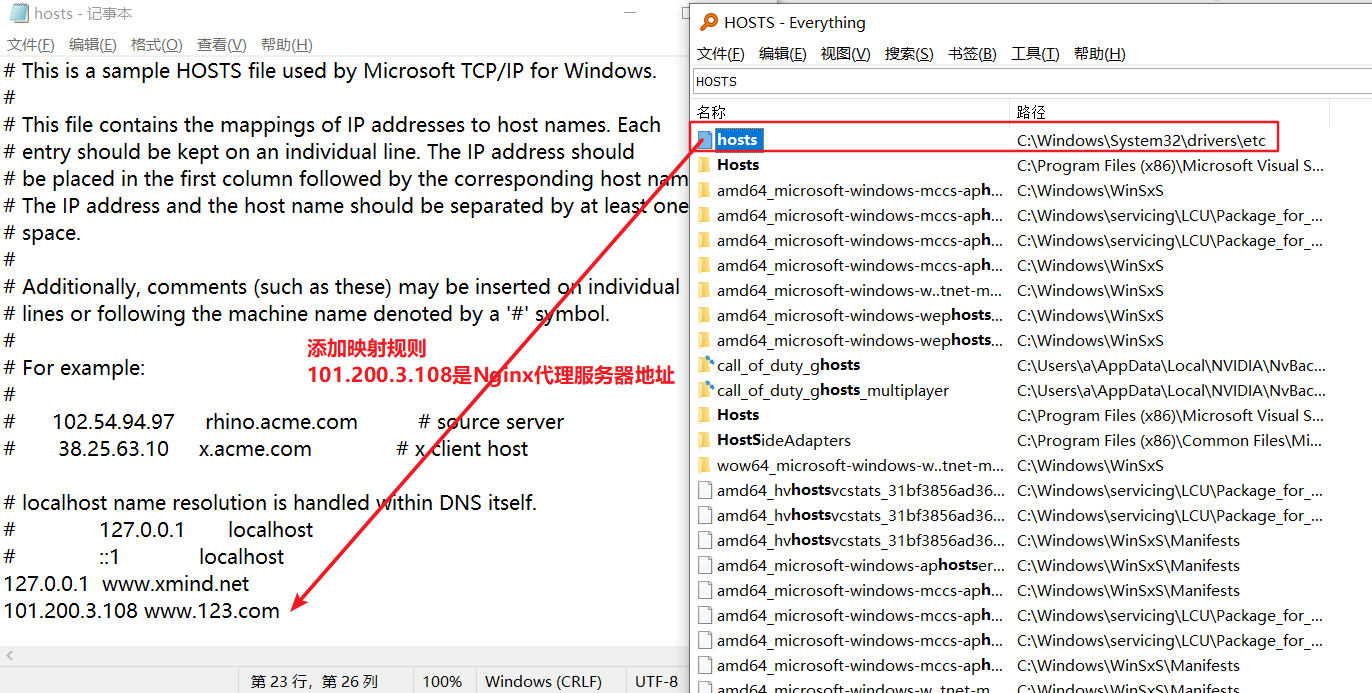 hosts - 记事本
文件(F) 编辑(E) 格式(O) 查看(V) 帮助(H)
# This is a sample HOSTS file used by Microsoft TCP/IP for Windows.
#
# This file contains the mappings of IP addresses to host names. Each
# entry should be kept on an individual line. The IP address should
# be placed in the first column followed by the corresponding host nam
# The IP address and the host name should be separated by at least one
# space.
#
# Additionally, comments (such as these) may be inserted on individual
# lines or following the machine name denoted by a '#' symbol.
#
# For example:
#
# 102.54.94.97 rhino.acme.com # source server
# 38.25.63.10 x.acme.com # x client host
# localhost name resolution is handled within DNS itself.
# 127.0.0.1 localhost
# ::1 localhost
127.0.0.1 www.xmind.net
101.200.3.108 www.123.com
添加映射规则
101.200.3.108是Nginx代理服务器地址
第 23 行，第 26 列 100% Windows (CRLF) UTF-8
HOSTS - Everything
文件(F) 编辑(E) 视图(V) 搜索(S) 书签(B) 工具(T) 帮助(H)
HOSTS
名称 路径
hosts C:\Windows\System32\drivers\etc
Hosts C:\Program Files (x86)\Microsoft Visual S...
amd64_microsoft-windows-mccs-aph... C:\Windows\WinSxS
amd64_microsoft-windows-mccs-aph... C:\Windows\servicing\LCU\Package_for_...
amd64_microsoft-windows-mccs-aph... C:\Windows\servicing\LCU\Package_for_...
amd64_microsoft-windows-mccs-aph... C:\Windows\WinSxS
amd64_microsoft-windows-w..tnet-m... C:\Windows\WinSxS
amd64_microsoft-windows-wephosts... C:\Windows\WinSxS
amd64_microsoft-windows-wephosts... C:\Windows\WinSxS
call_of_duty_ghosts C:\Users\a\AppData\Local\NVIDIA\NvBac...
call_of_duty_ghosts_multiplayer C:\Users\a\AppData\Local\NVIDIA\NvBac...
Hosts C:\Program Files (x86)\Microsoft Visual S...
HostSideAdapters C:\Program Files (x86)\Common Files\Mi...
wow64_microsoft-windows-w..tnet-m... C:\Windows\WinSxS
amd64_hvhostsvcstats_31bf3856ad36... C:\Windows\servicing\LCU\Package_for_...
amd64_hvhostsvcstats_31bf3856ad36... C:\Windows\servicing\LCU\Package_for_...
amd64_hvhostsvcstats_31bf3856ad36... C:\Windows\WinSxS\Manifests
amd64_microsoft-windows-aphostser... C:\Windows\WinSxS\Manifests
amd64_microsoft-windows-mccs-aph... C:\Windows\WinSxS\Manifests
amd64_microsoft-windows-mccs-aph... C:\Windows\servicing\LCU\Package_for_...
amd64_microsoft-windows-mccs-aph... C:\Windows\servicing\LCU\Package_for_...
amd64_microsoft-windows-mccs-aph... C:\Windows\WinSxS\Manifests
amd64_microsoft-windows-w..tnet-m... C:\Windows\WinSxS\Manifests